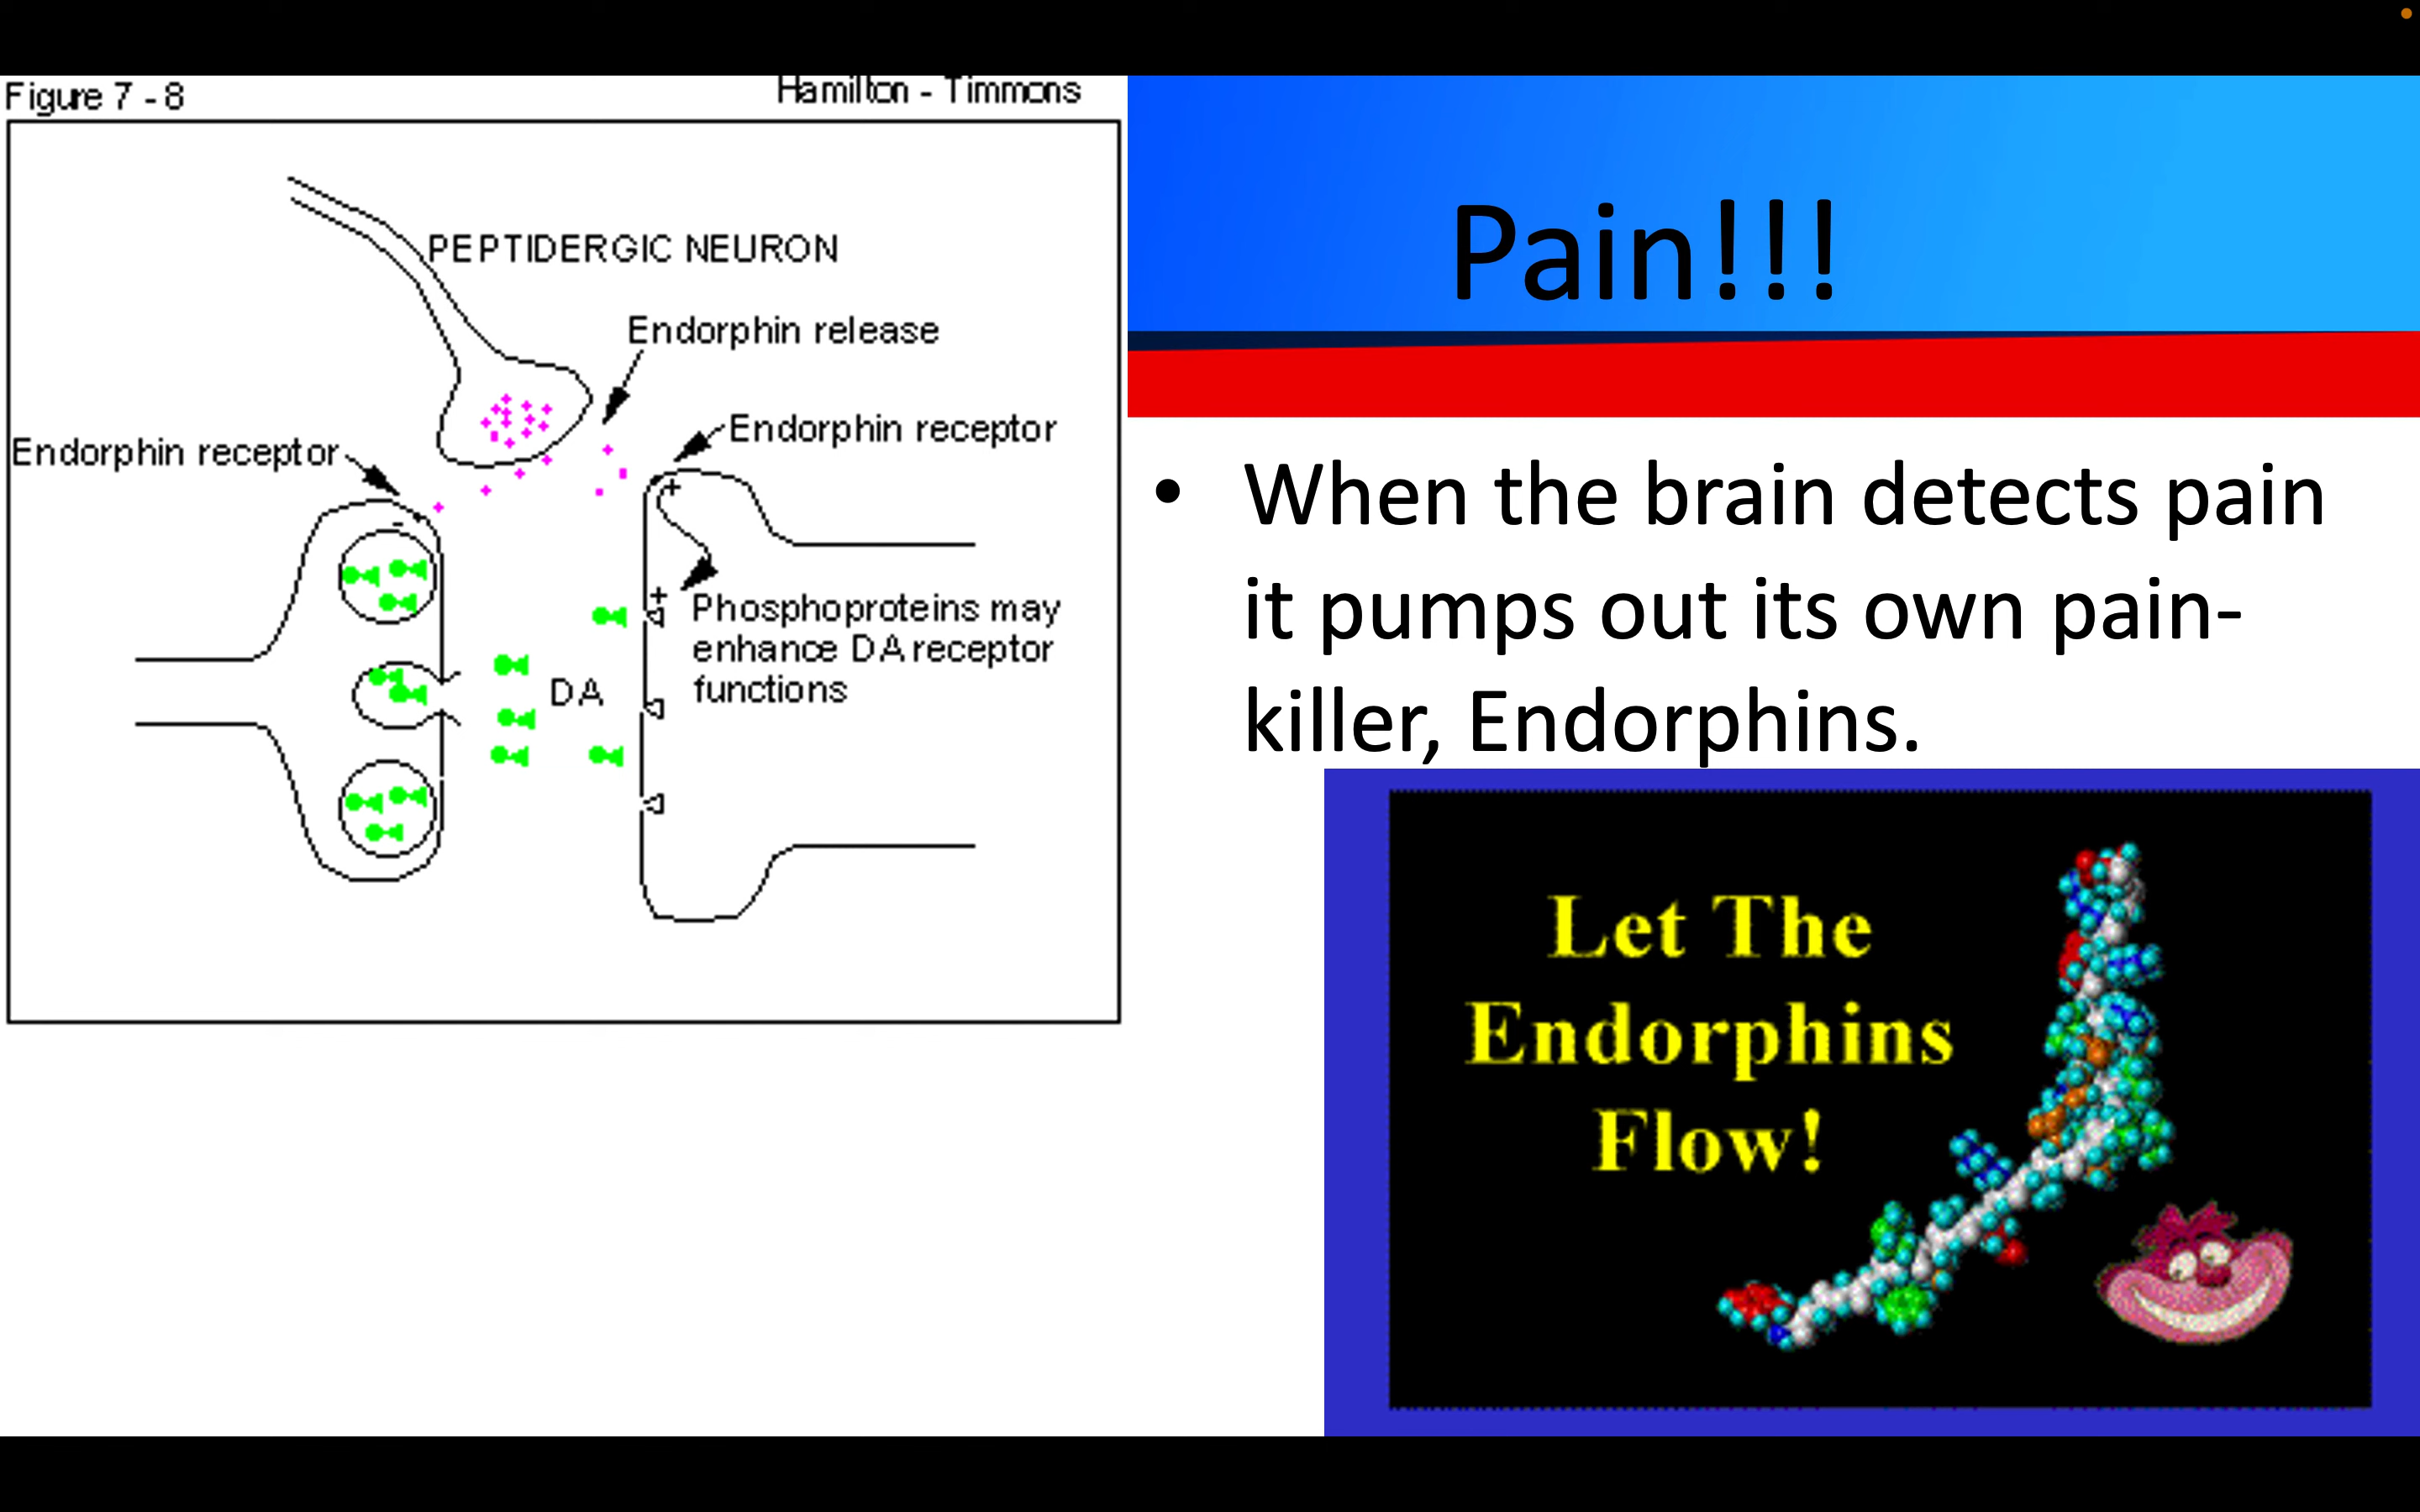 Figure 7 - 8
Hamilton - Timmons
PEPTIDERGIC NEURON
Endorphin release
Endorphin receptor
Endorphin receptor
-
+
+
Phosphoproteins may
enhance DA receptor
functions
DA
Pain!!!
• When the brain detects pain
it pumps out its own pain-
killer, Endorphins.
Let The
Endorphins
Flow!